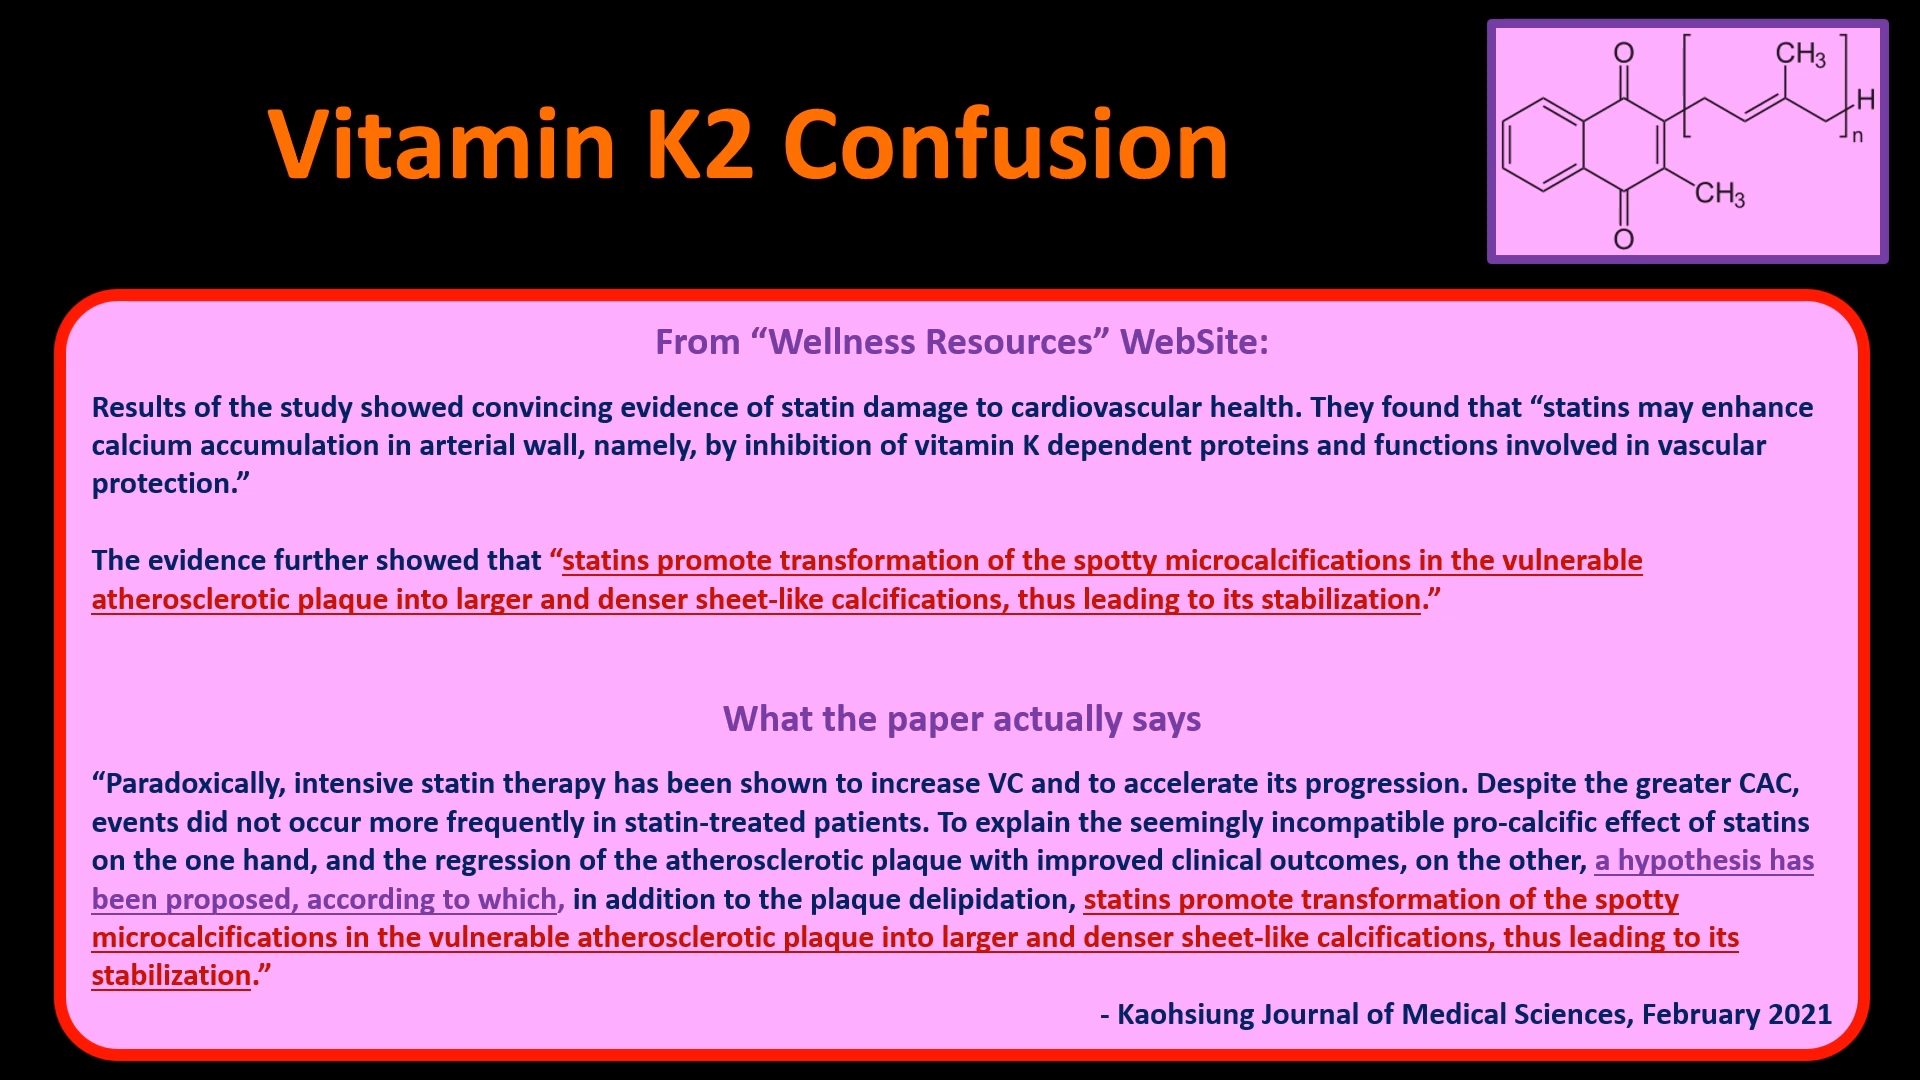 Vitamin K2 Confusion
O
CH3
H
n
CH3
O
From “Wellness Resources” WebSite:
Results of the study showed convincing evidence of statin damage to cardiovascular health. They found that “statins may enhance
calcium accumulation in arterial wall, namely, by inhibition of vitamin K dependent proteins and functions involved in vascular
protection.”
The evidence further showed that “statins promote transformation of the spotty microcalcifications in the vulnerable
atherosclerotic plaque into larger and denser sheet-like calcifications, thus leading to its stabilization.”
What the paper actually says
“Paradoxically, intensive statin therapy has been shown to increase VC and to accelerate its progression. Despite the greater CAC,
events did not occur more frequently in statin-treated patients. To explain the seemingly incompatible pro-calcific effect of statins
on the one hand, and the regression of the atherosclerotic plaque with improved clinical outcomes, on the other, a hypothesis has
been proposed, according to which, in addition to the plaque delipidation, statins promote transformation of the spotty
microcalcifications in the vulnerable atherosclerotic plaque into larger and denser sheet-like calcifications, thus leading to its
stabilization.”
- Kaohsiung Journal of Medical Sciences, February 2021